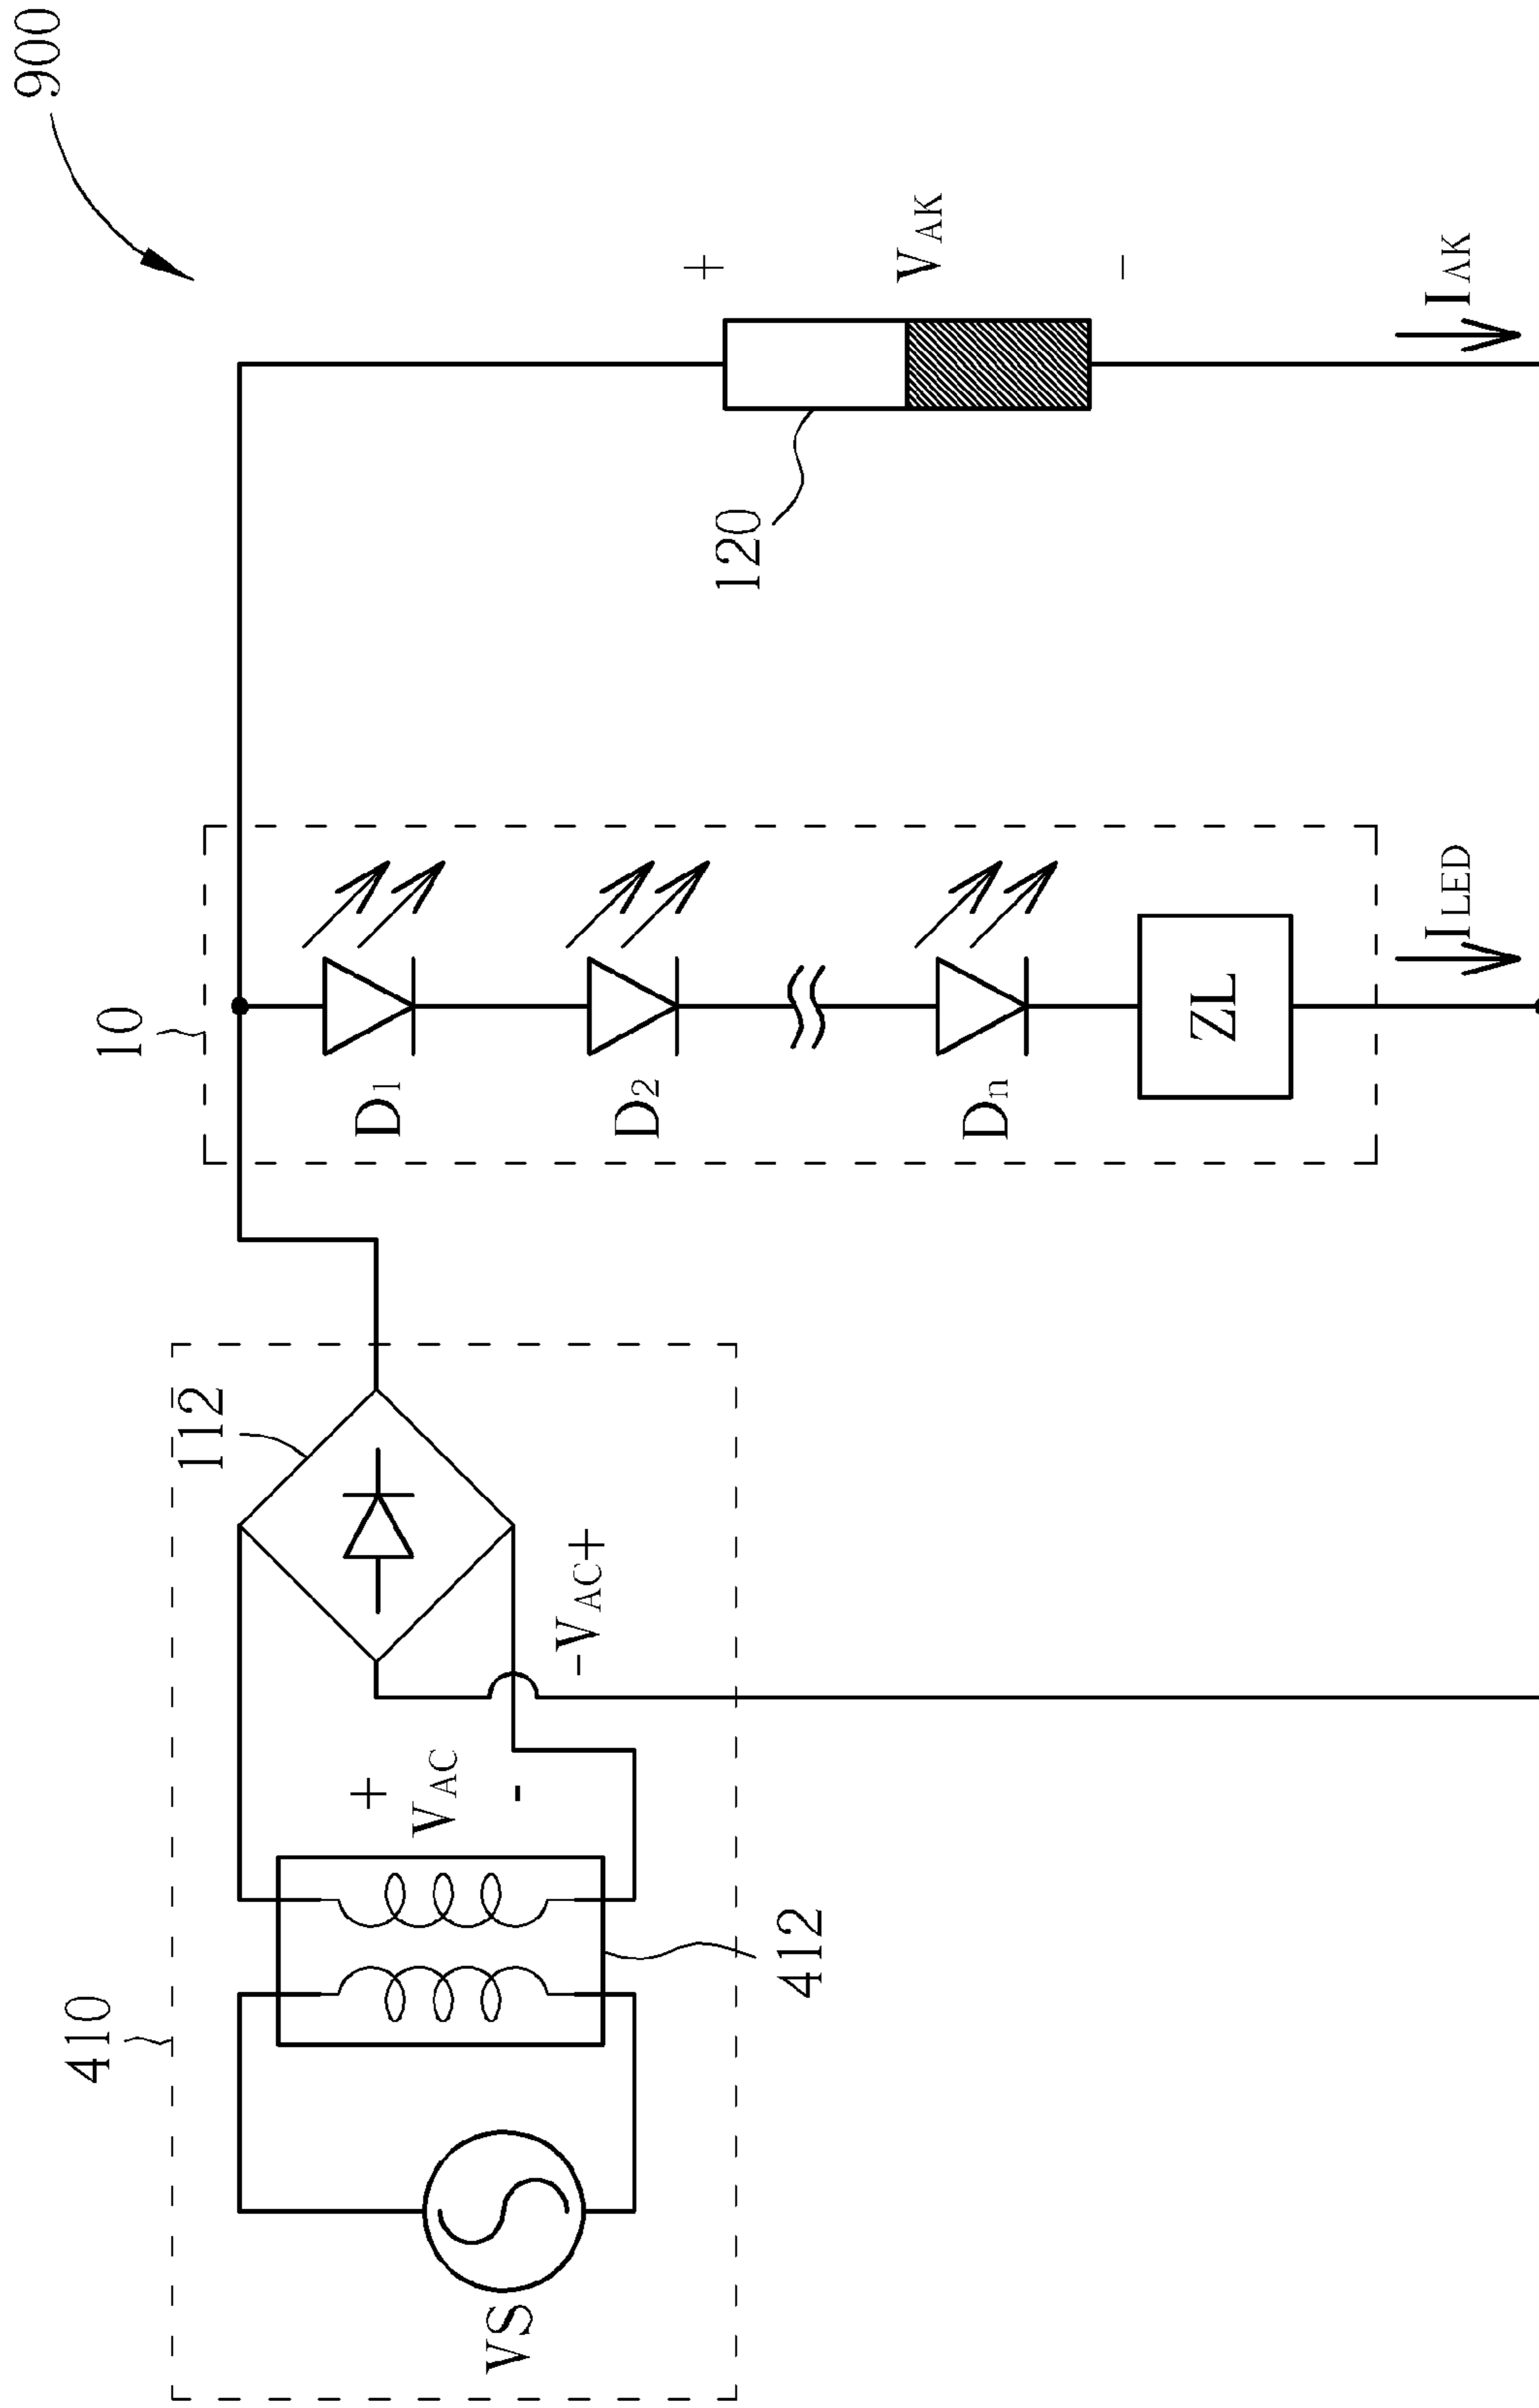 900
410
VS
412
+
VAC
-
112
-VAC+
10
D1
D2
Dn
ZL
ILED
120
+
VAK
-
IAK